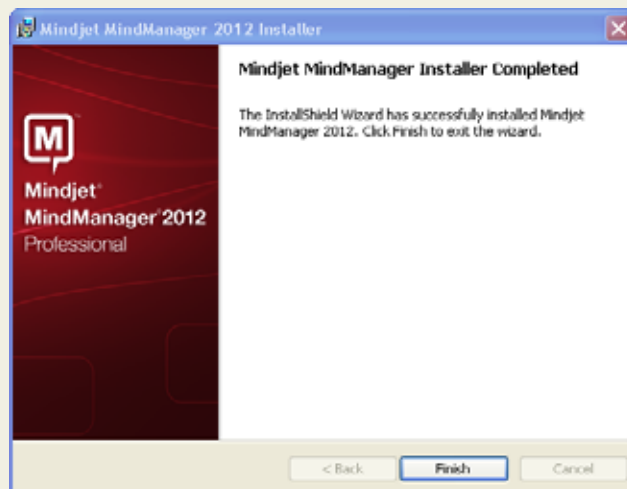 Mindjet MindManager 2012 Installer
Mindjet MindManager Installer Completed
The InstallShield Wizard has successfully installed Mindjet
MindManager 2012. Click Finish to exit the wizard.
M
Mindjet®
MindManager®2012
Professional
< Back
Finish
Cancel